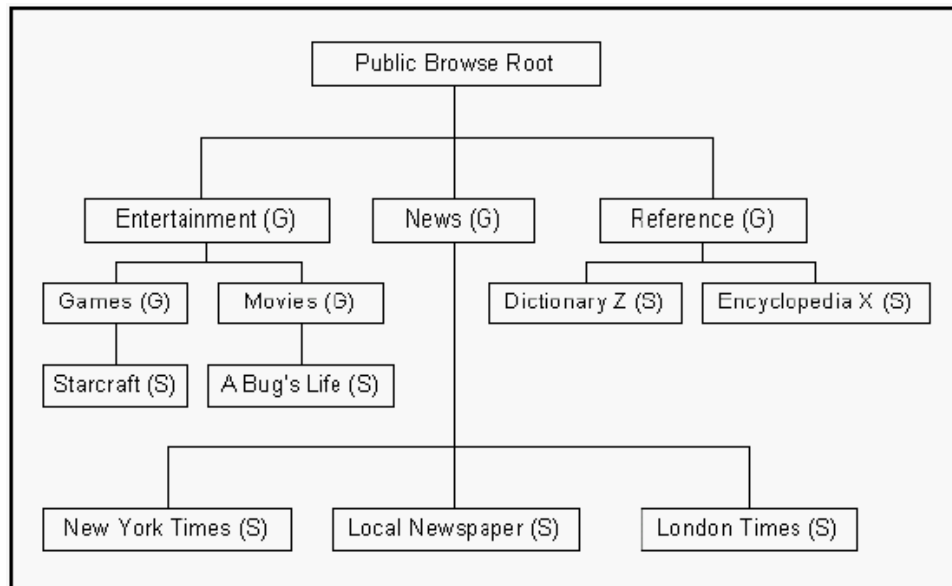 Public Browse Root
Entertainment (G)
News (G)
Reference (G)
Games (G)
Movies (G)
Dictionary Z (S)
Encyclopedia X (S)
Starcraft (S)
A Bug's Life (S)
New York Times (S)
Local Newspaper (S)
London Times (S)